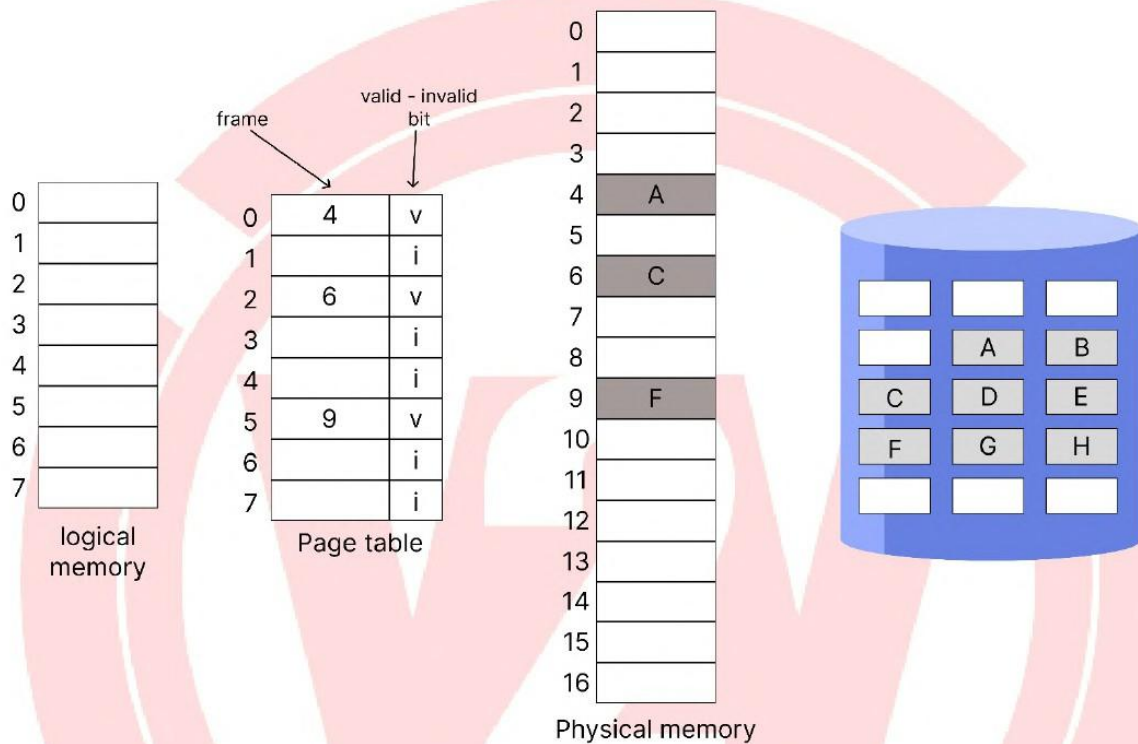 0
1
2
3
4
5
6
7
logical
memory
frame
valid - invalid
bit
0 4 v
1 i
2 6 v
3 i
4 i
5 9 v
6 i
7 i
Page table
0
1
2
3
4 A
5
6 C
7
8
9 F
10
11
12
13
14
15
16
Physical memory
A B
C D E
F G H